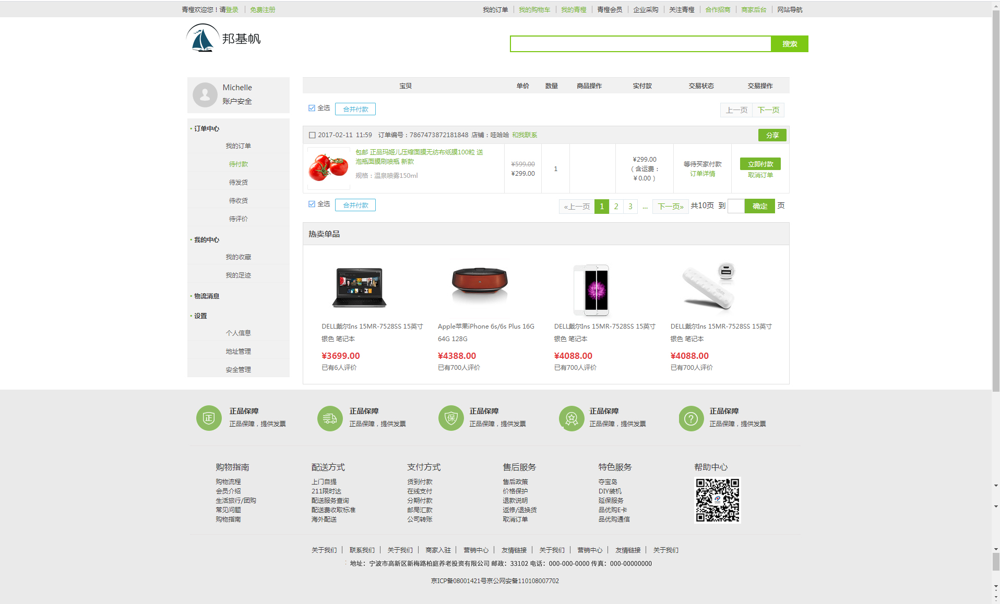 青橙欢迎您！请登录 免费注册
我的订单 我的购物车 我的青橙 青橙会员 企业采购 关注青橙 合作招商 商家后台 网站导航
邦基帆
搜索
Michelle
账户安全
订单中心
我的订单
待付款
待发货
待收货
待评价
我的中心
我的收藏
我的足迹
物流消息
设置
个人信息
地址管理
安全管理
宝贝 单价 数量 商品操作 实付款 交易状态 交易操作
全选 合并付款 上一页 下一页
2017-02-11 11:59 订单编号：7867473872181848 店铺：哇哈哈 和我联系 分享
包邮 正品玛姬儿压缩面膜无纺布纸膜100粒 送
泡瓶面膜刷喷瓶 新款
规格：温泉喷雾150ml
¥599.00
¥299.00
1
¥299.00
（含运费：
￥0.00）
等待买家付款
订单详情
立即付款
取消订单
全选 合并付款 «上一页 1 2 3 ... 下一页» 共10页 到 确定 页
热卖单品
DELL戴尔Ins 15MR-7528SS 15英寸
银色 笔记本
¥3699.00
已有6人评价
Apple苹果iPhone 6s/6s Plus 16G
64G 128G
¥4388.00
已有700人评价
DELL戴尔Ins 15MR-7528SS 15英寸
银色 笔记本
¥4088.00
已有700人评价
DELL戴尔Ins 15MR-7528SS 15英寸
银色 笔记本
¥4088.00
已有700人评价
正
正品保障
正品保障，提供发票
正品保障
正品保障，提供发票
保
正品保障
正品保障，提供发票
正品保障
正品保障，提供发票
?
正品保障
正品保障，提供发票
购物指南
购物流程
会员介绍
生活旅行/团购
常见问题
购物指南
配送方式
上门自提
211限时达
配送服务查询
配送费收取标准
海外配送
支付方式
货到付款
在线支付
分期付款
邮局汇款
公司转账
售后服务
售后政策
价格保护
退款说明
返修/退换货
取消订单
特色服务
夺宝岛
DIY装机
延保服务
品优购E卡
品优购通信
帮助中心
关于我们 联系我们 关于我们 商家入驻 营销中心 友情链接 关于我们 营销中心 友情链接 关于我们
地址：宁波市高新区新梅路柏庭养老投资有限公司 邮政：33102 电话：000-000-0000 传真：000-00000000
京ICP备08001421号京公网安备110108007702